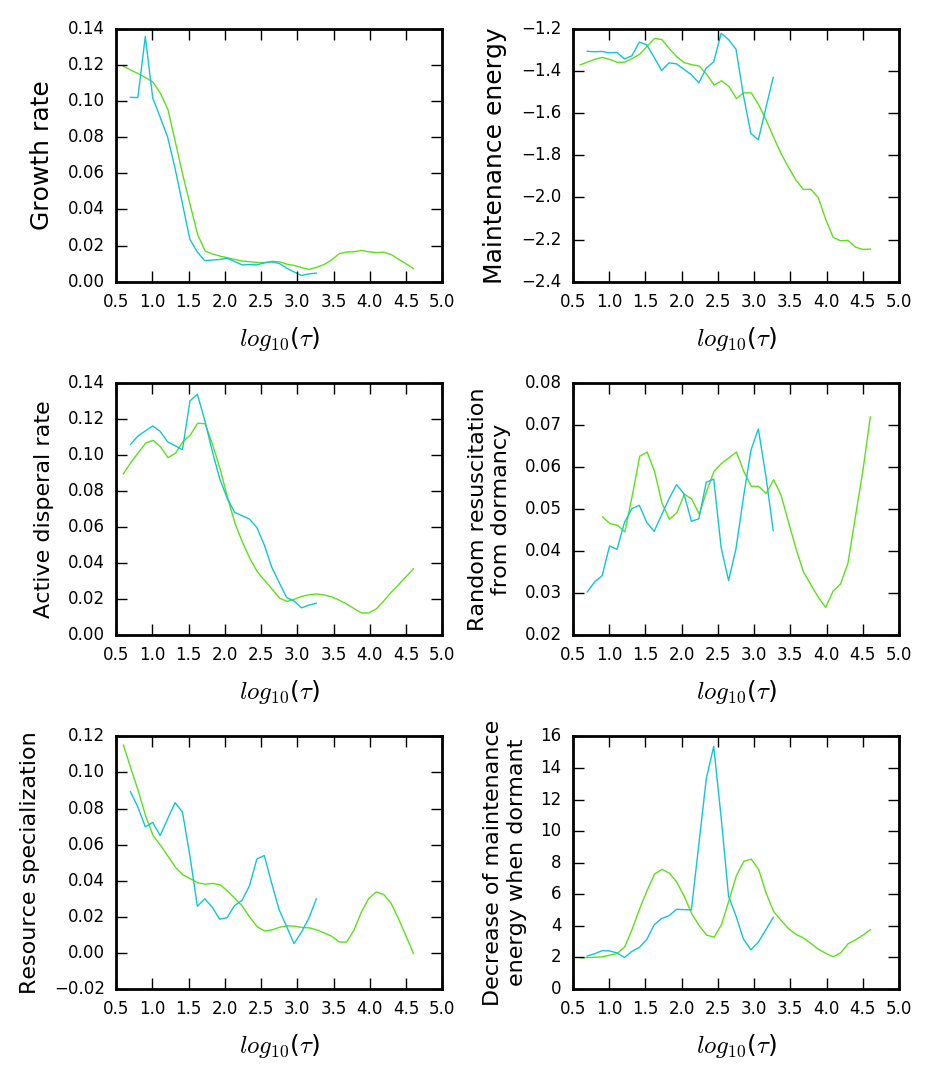 Growth rate
0.14
0.12
0.10
0.08
0.06
0.04
0.02
0.00
0.5 1.0 1.5 2.0 2.5 3.0 3.5 4.0 4.5 5.0
log10(τ)
Maintenance energy
−1.2
−1.4
−1.6
−1.8
−2.0
−2.2
−2.4
0.5 1.0 1.5 2.0 2.5 3.0 3.5 4.0 4.5 5.0
log10(τ)
Active disperal rate
0.14
0.12
0.10
0.08
0.06
0.04
0.02
0.00
0.5 1.0 1.5 2.0 2.5 3.0 3.5 4.0 4.5 5.0
log10(τ)
Random resuscitation
from dormancy
0.08
0.07
0.06
0.05
0.04
0.03
0.02
0.5 1.0 1.5 2.0 2.5 3.0 3.5 4.0 4.5 5.0
log10(τ)
Resource specialization
0.12
0.10
0.08
0.06
0.04
0.02
0.00
−0.02
0.5 1.0 1.5 2.0 2.5 3.0 3.5 4.0 4.5 5.0
log10(τ)
Decrease of maintenance
energy when dormant
16
14
12
10
8
6
4
2
0
0.5 1.0 1.5 2.0 2.5 3.0 3.5 4.0 4.5 5.0
log10(τ)